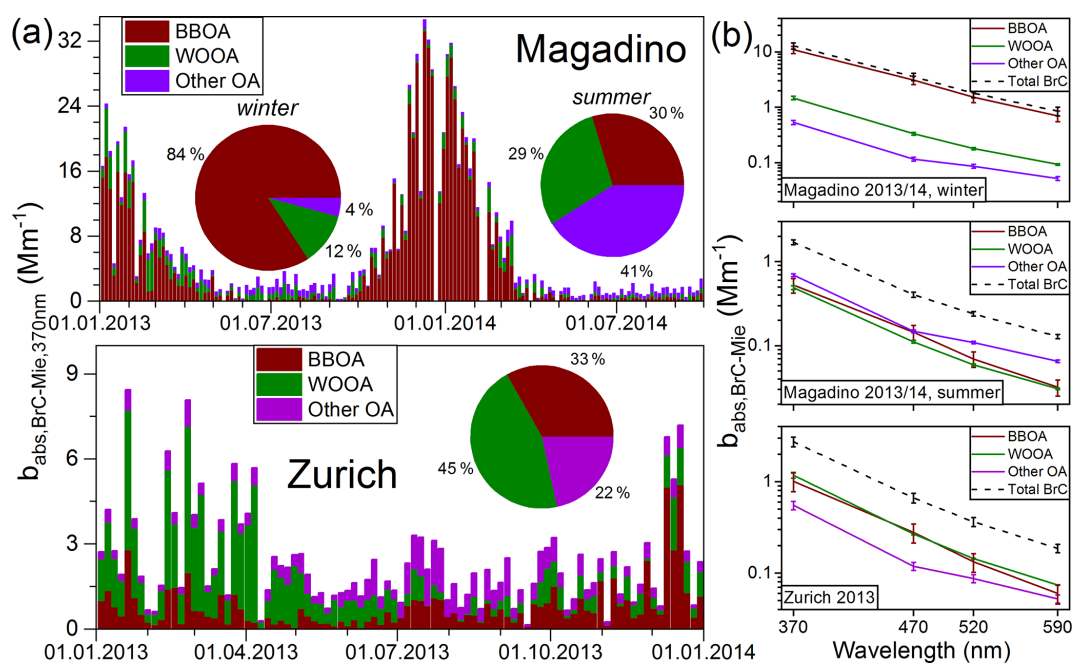 (a)
BBOA
WOOA
Other OA
Magadino
winter
84 %
4 %
12 %
summer
30 %
29 %
41%
32
24
16
8
0
01.01.2013
01.07.2013
01.01.2014
01.07.2014
b_abs,BrC-Mie,370nm (Mm⁻¹)
BBOA
WOOA
Other OA
Zurich
33 %
45 %
22 %
9
6
3
0
01.01.2013
01.04.2013
01.07.2013
01.10.2013
01.01.2014
(b)
BBOA
WOOA
Other OA
Total BrC
10
1
0.1
Magadino 2013/14, winter
b_abs,BrC-Mie (Mm⁻¹)
BBOA
WOOA
Other OA
Total BrC
1
0.1
Magadino 2013/14, summer
BBOA
WOOA
Other OA
Total BrC
1
0.1
Zurich 2013
370
470
520
590
Wavelength (nm)